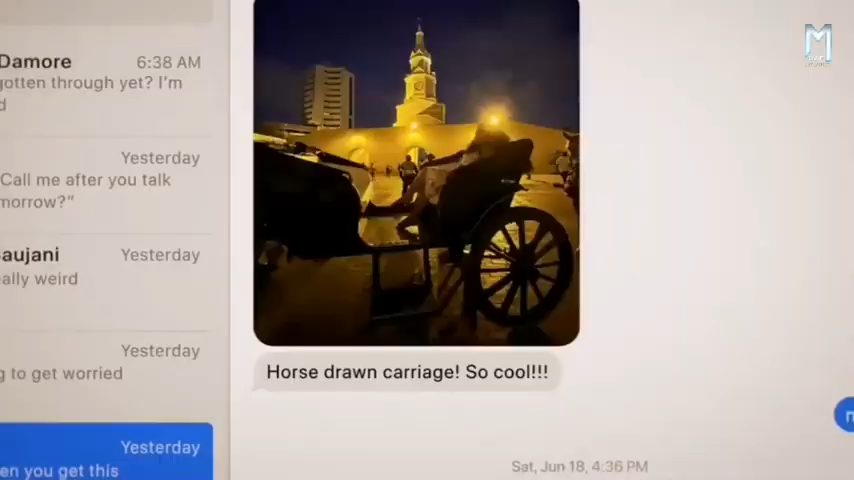 Damore 6:38 AM
gotten through yet? I'm
d
Yesterday
Call me after you talk
morrow?"
aujani Yesterday
eally weird
Yesterday
g to get worried
Yesterday
en you get this
Horse drawn carriage! So cool!!!
Sat, Jun 18, 4:36 PM
M